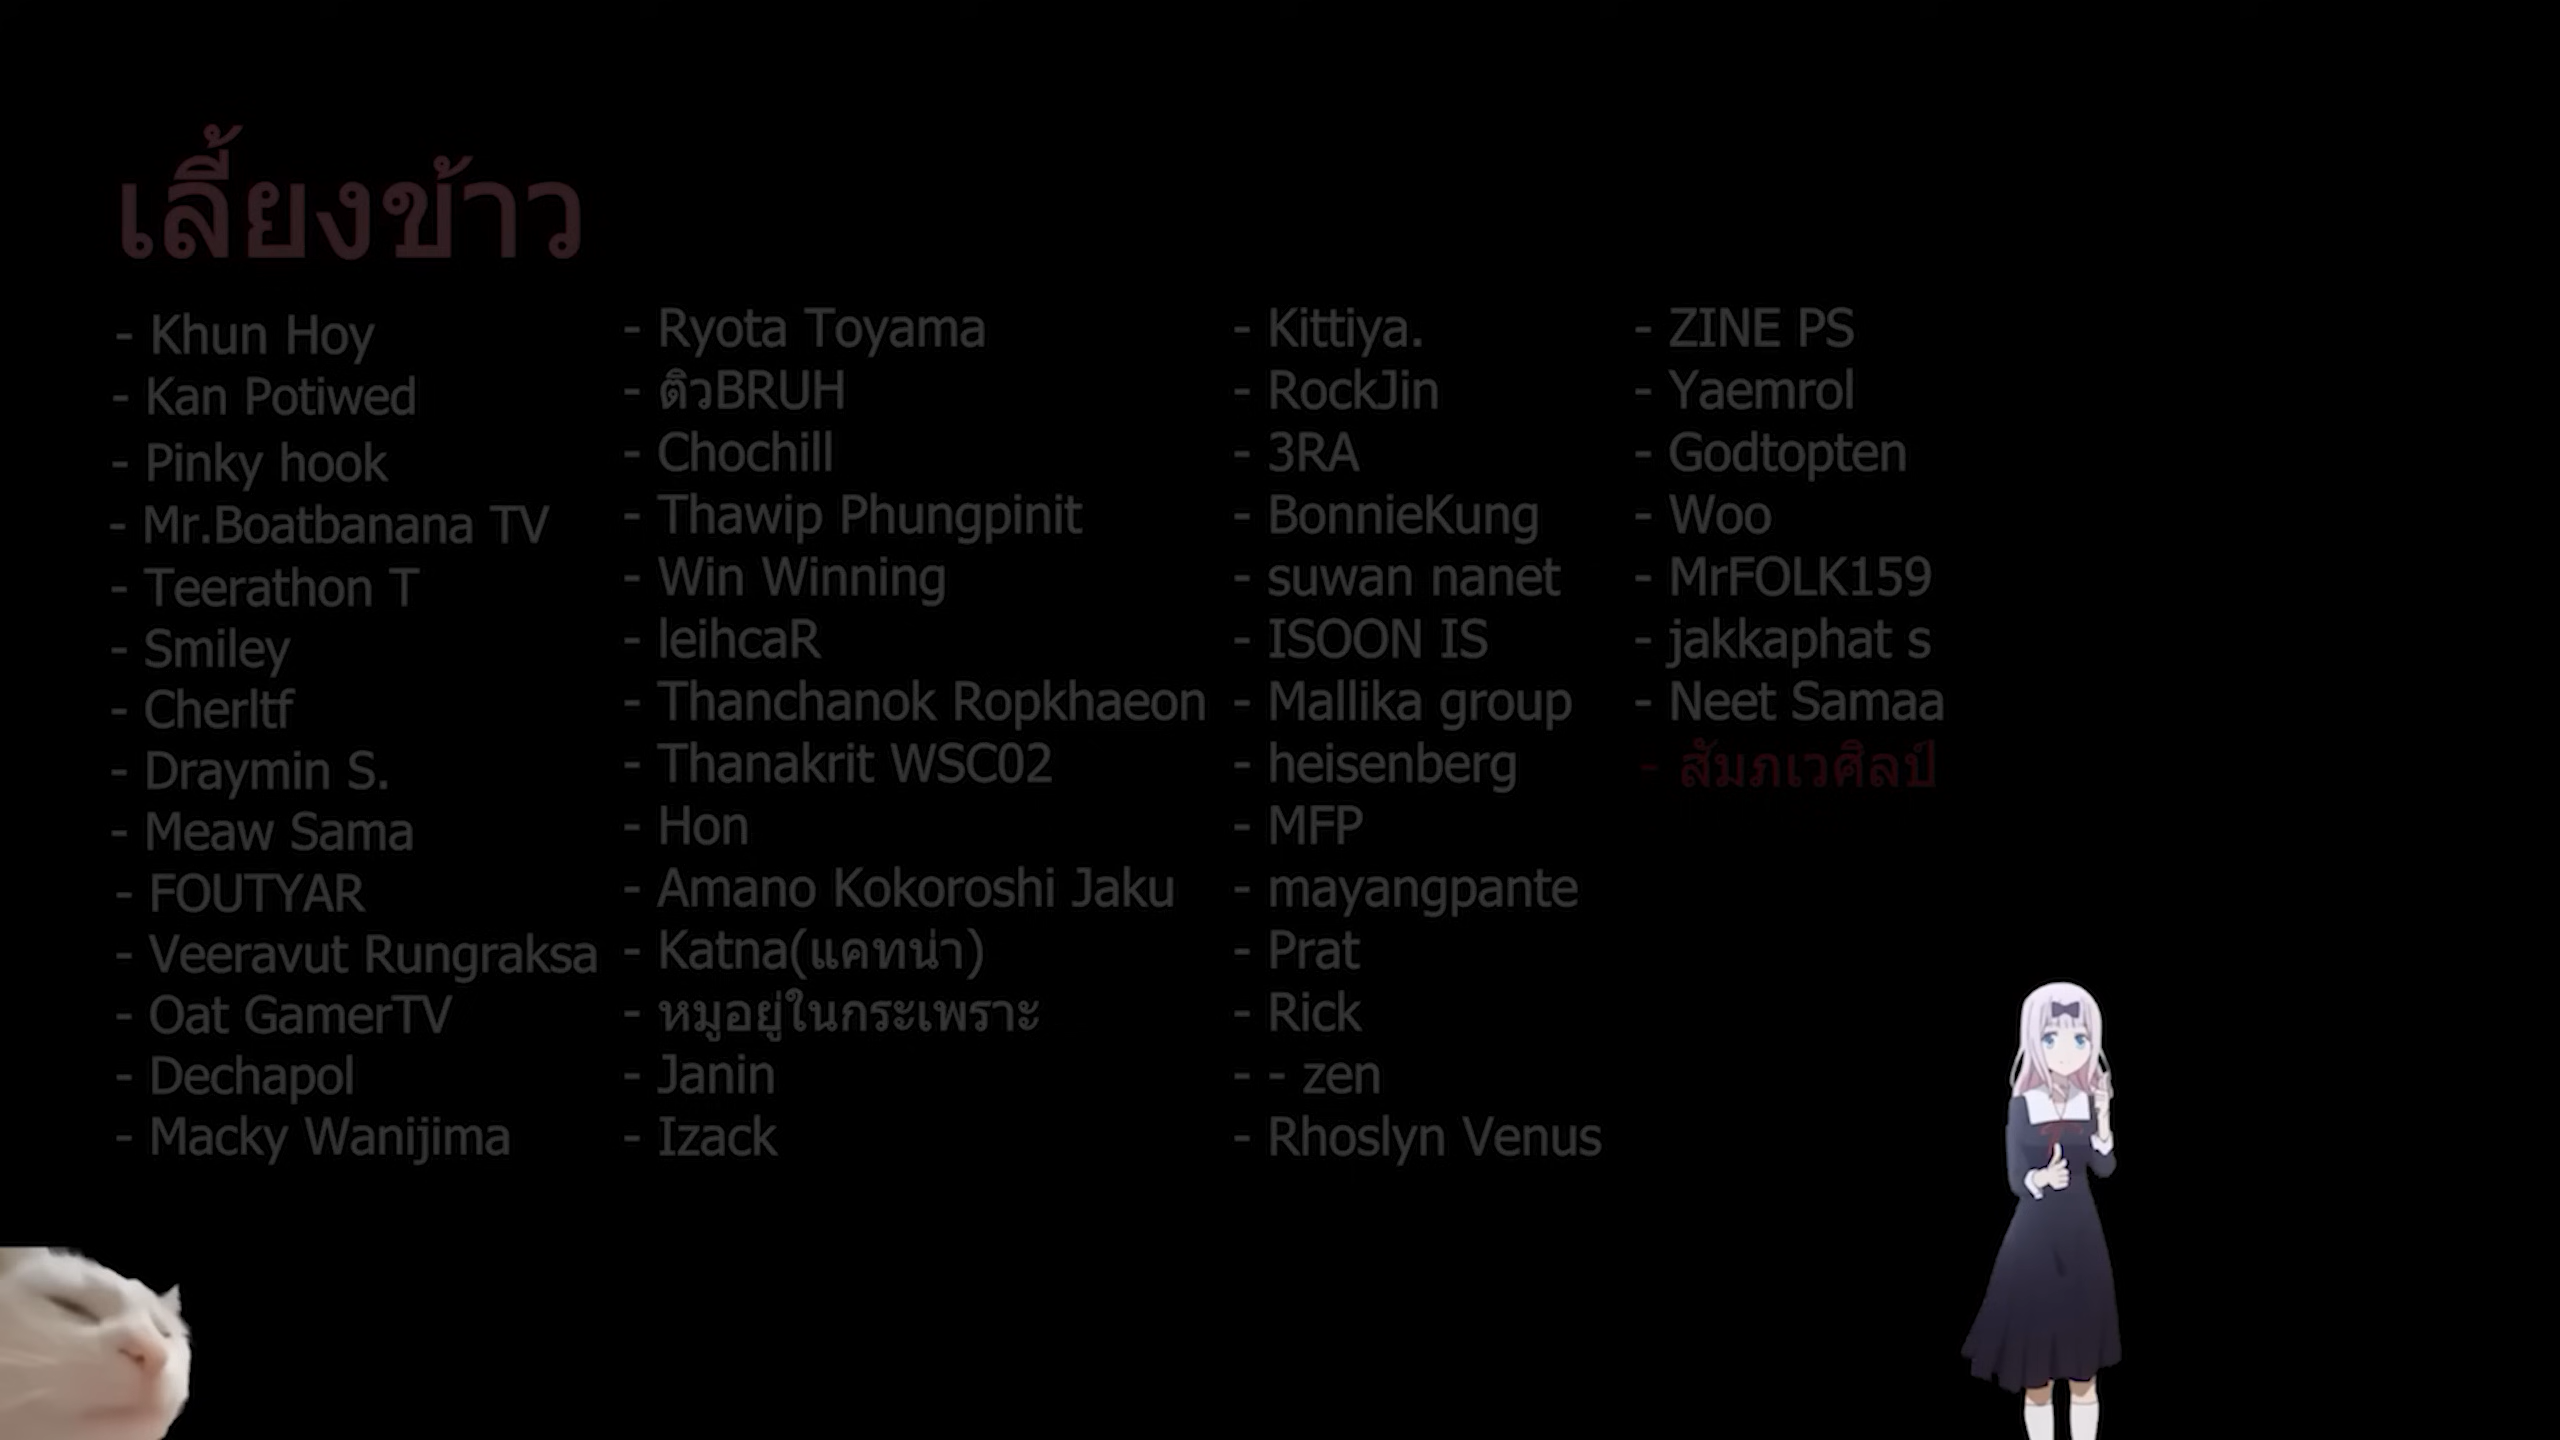 เลี้ยงข้าว
- Khun Hoy
- Kan Potiwed
- Pinky hook
- Mr.Boatbanana TV
- Teerathon T
- Smiley
- Cherltf
- Draymin S.
- Meaw Sama
- FOUTYAR
- Veeravut Rungraksa
- Oat GamerTV
- Dechapol
- Macky Wanijima
- Ryota Toyama
- ติวBRUH
- Chochill
- Thawip Phungpinit
- Win Winning
- leihcaR
- Thanchanok Ropkhaeon
- Thanakrit WSC02
- Hon
- Amano Kokoroshi Jaku
- Katna(แคทน่า)
- หมูอยู่ในกระเพราะ
- Janin
- Izack
- Kittiya.
- RockJin
- 3RA
- BonnieKung
- suwan nanet
- ISOON IS
- Mallika group
- heisenberg
- MFP
- mayangpante
- Prat
- Rick
- - zen
- Rhoslyn Venus
- ZINE PS
- Yaemrol
- Godtopten
- Woo
- MrFOLK159
- jakkaphat s
- Neet Samaa
- สัมภเวศิลป์